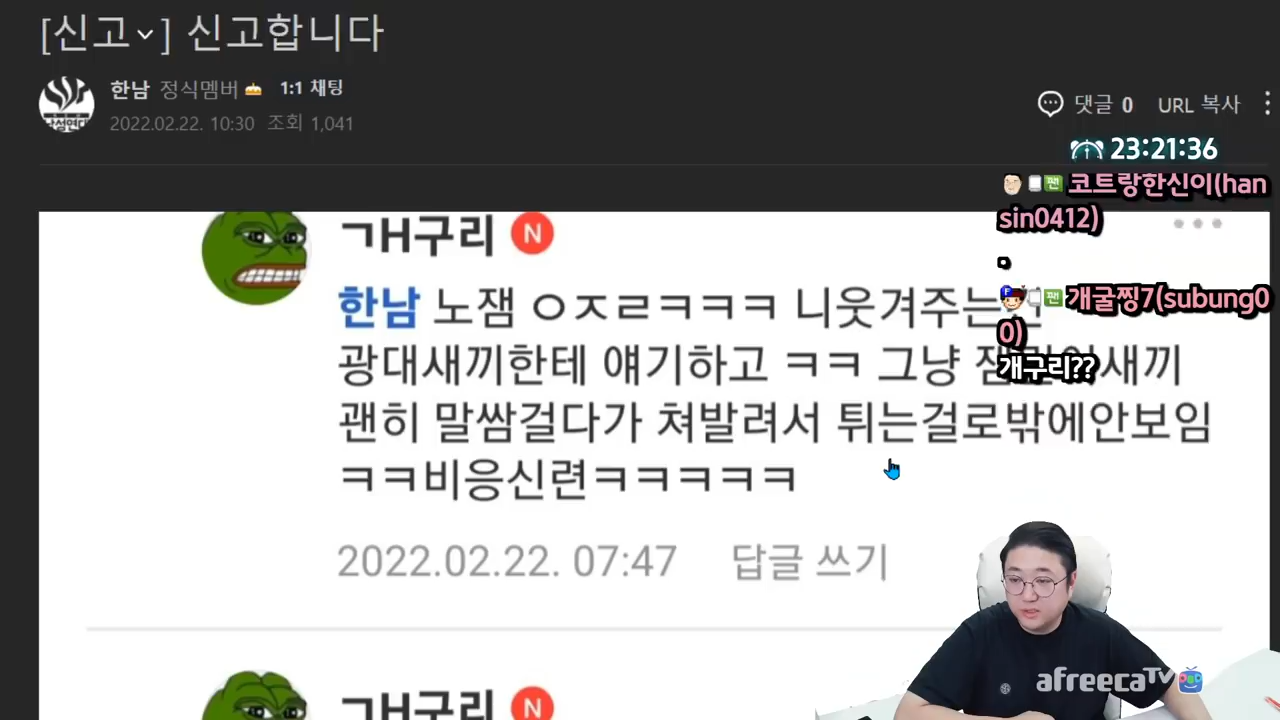 [신고] 신고합니다
한남 정식멤버 1:1 채팅
2022.02.22. 10:30 조회 1,041
댓글 0 URL 복사
23:21:36
팬 코트랑한신이(han
sin0412)
.
F 팬 개굴찡7(subung0
0)
개구리??
ㄱH구리 N
한남 노잼 ㅇㅈㄹㅋㅋㅋ 니웃겨주는
광대새끼한테 얘기하고 ㅋㅋ 그냥 새끼
괜히 말쌈걸다가 쳐발려서 튀는걸로밖에안보임
ㅋㅋ비응신련ㅋㅋㅋㅋㅋ
2022.02.22. 07:47 답글 쓰기
ㄱH구리 N
afreecaTV